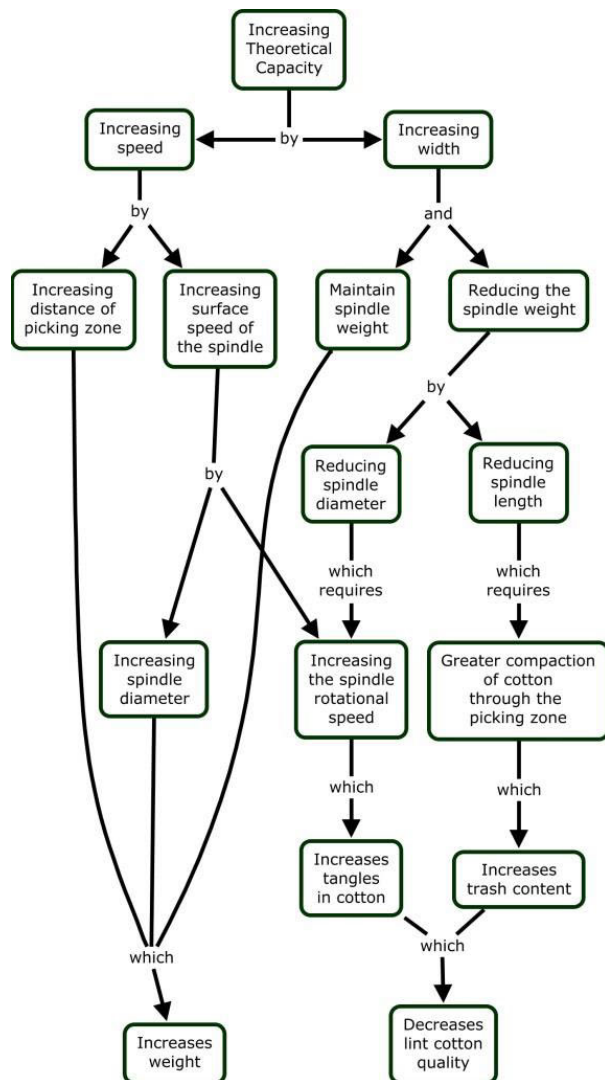 Increasing
Theoretical
Capacity
by
Increasing
speed
Increasing
width
by
and
Increasing
distance of
picking zone
Increasing
surface
speed of
the spindle
Maintain
spindle
weight
Reducing the
spindle weight
by
by
Reducing
spindle
diameter
Reducing
spindle
length
which
requires
which
requires
Increasing
spindle
diameter
Increasing
the spindle
rotational
speed
Greater compaction
of cotton
through the
picking zone
which
which
Increases
tangles
in cotton
Increases
trash content
which
which
Increases
weight
Decreases
lint cotton
quality